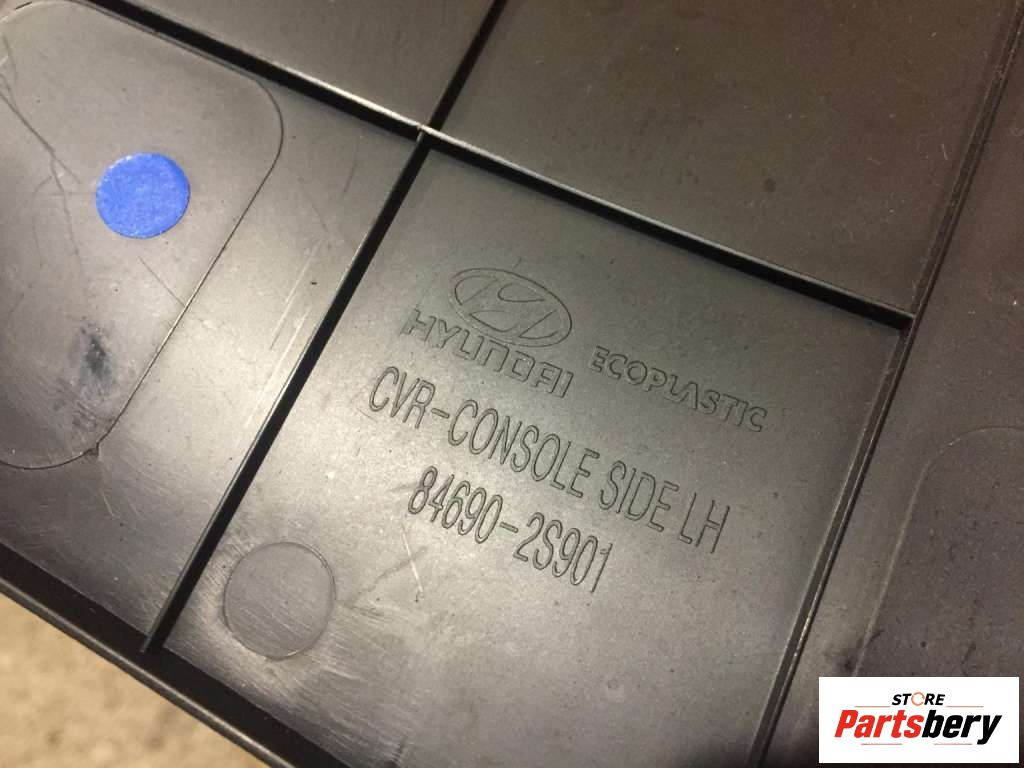 HYUNDAI ECOPLASTIC
CVR-CONSOLE SIDE LH
84690-2S901
STORE
Partsbery